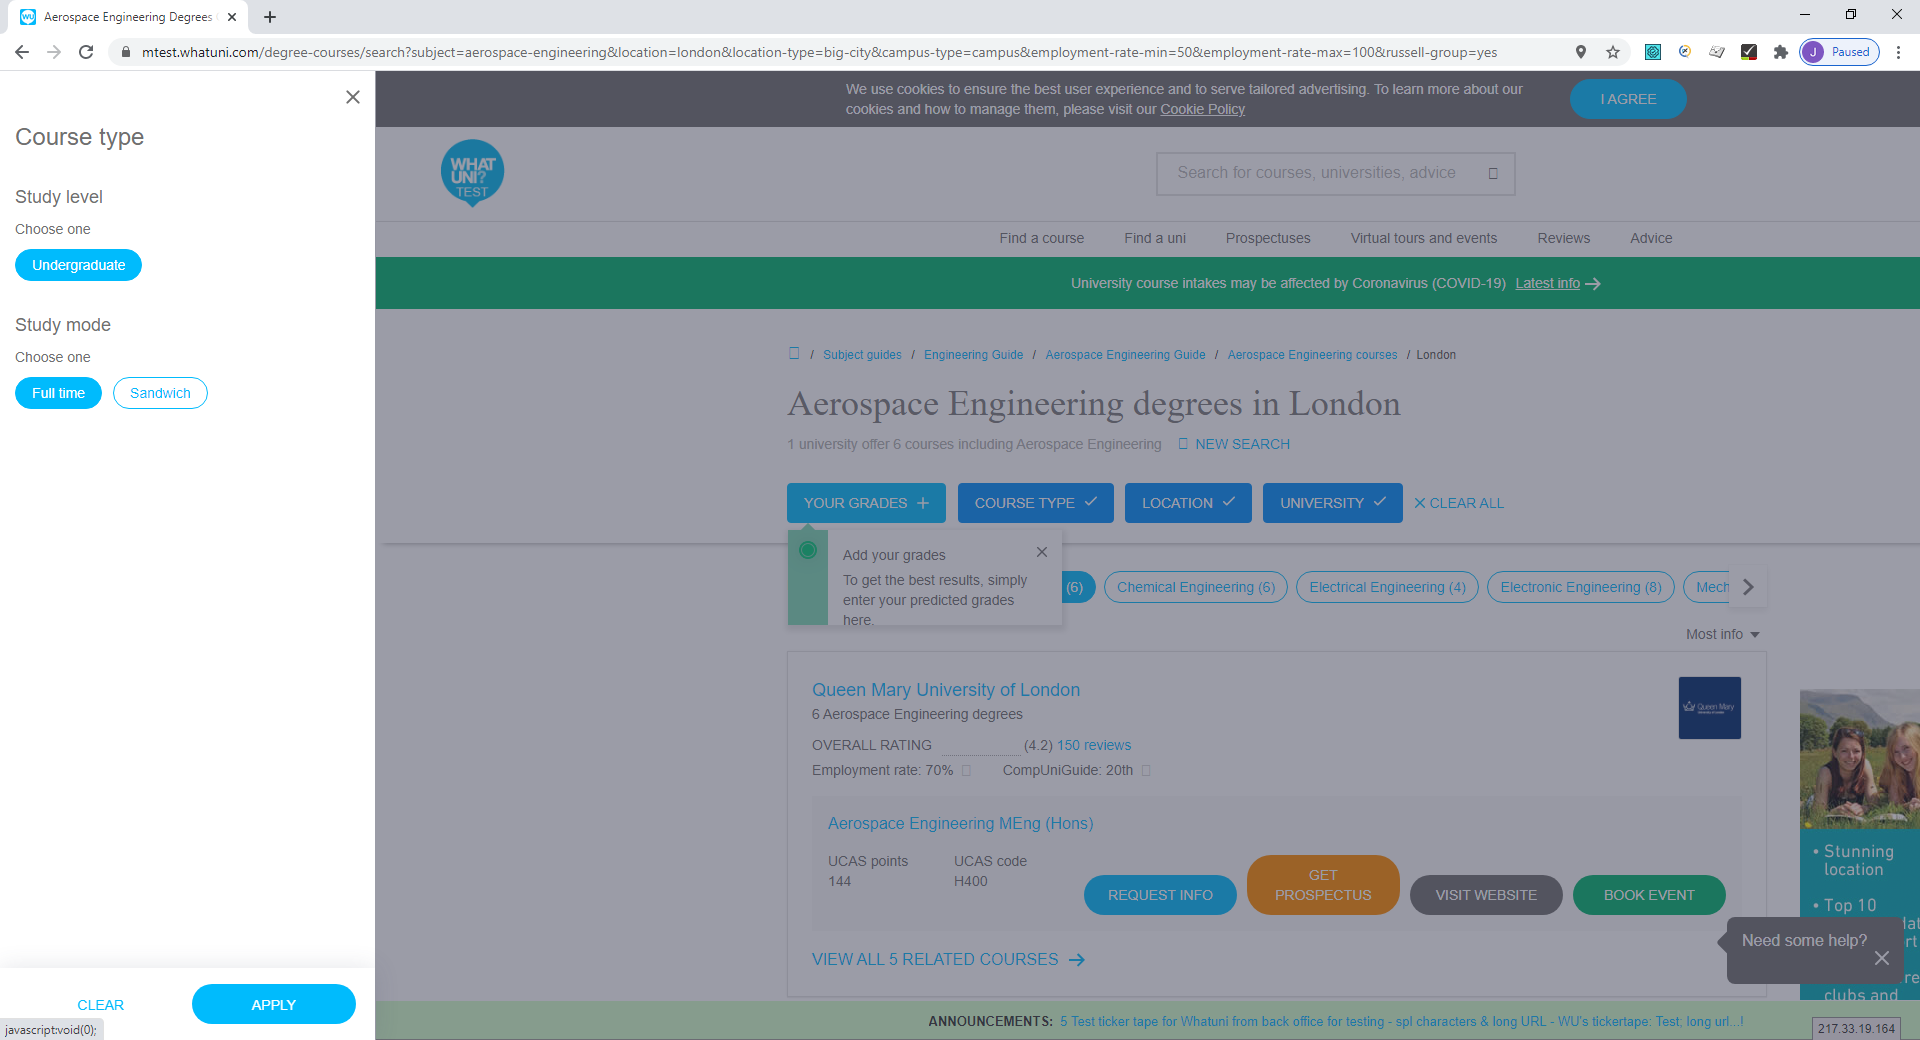 Aerospace Engineering Degrees
mtest.whatuni.com/degree-courses/search?subject=aerospace-engineering&location=london&location-type=big-city&campus-type=campus&employment-rate-min=50&employment-rate-max=100&russell-group=yes
J Paused
Course type
Study level
Choose one
Undergraduate
Study mode
Choose one
Full time Sandwich
CLEAR APPLY
javascript:void(0);
We use cookies to ensure the best user experience and to serve tailored advertising. To learn more about our
cookies and how to manage them, please visit our Cookie Policy
I AGREE
WHAT
UNI?
TEST
Search for courses, universities, advice
Find a course Find a uni Prospectuses Virtual tours and events Reviews Advice
University course intakes may be affected by Coronavirus (COVID-19) Latest info
/ Subject guides / Engineering Guide / Aerospace Engineering Guide / Aerospace Engineering courses / London
Aerospace Engineering degrees in London
1 university offer 6 courses including Aerospace Engineering NEW SEARCH
YOUR GRADES COURSE TYPE LOCATION UNIVERSITY CLEAR ALL
Add your grades
To get the best results, simply
enter your predicted grades
here.
(6) Chemical Engineering (6) Electrical Engineering (4) Electronic Engineering (8) Mech
Most info
Queen Mary University of London
6 Aerospace Engineering degrees
OVERALL RATING (4.2) 150 reviews
Employment rate: 70% CompUniGuide: 20th
Queen Mary
Aerospace Engineering MEng (Hons)
UCAS points UCAS code
144 H400
REQUEST INFO GET PROSPECTUS VISIT WEBSITE BOOK EVENT
VIEW ALL 5 RELATED COURSES
• Stunning
location
• Top 10
clubs and
Need some help?
ANNOUNCEMENTS: 5 Test ticker tape for Whatuni from back office for testing - spl characters & long URL - WU's tickertape: Test; long url...!
217.33.19.164